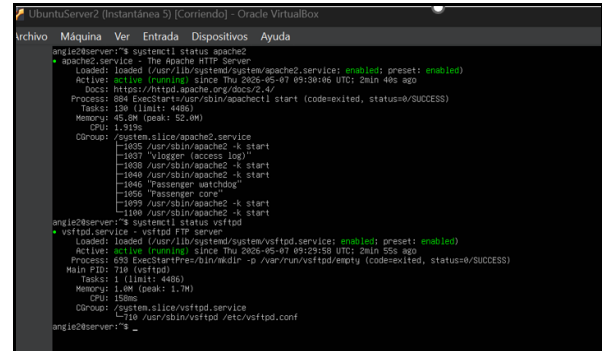 UbuntuServer2 (Instantánea 5) [Corriendo] - Oracle VirtualBox
Archivo Máquina Ver Entrada Dispositivos Ayuda
angie2@server:~$ systemctl status apache2
● apache2.service - The Apache HTTP Server
Loaded: loaded (/usr/lib/systemd/system/apache2.service; enabled; preset: enabled)
Active: active (running) since Thu 2026-05-07 09:30:06 UTC; 2min 40s ago
Docs: https://httpd.apache.org/docs/2.4/
Process: 884 ExecStart=/usr/sbin/apachectl start (code=exited, status=0/SUCCESS)
Tasks: 130 (limit: 4486)
Memory: 45.8M (peak: 52.0M)
CPU: 1.919s
CGroup: /system.slice/apache2.service
├─1035 /usr/sbin/apache2 -k start
├─1037 "vlogger (access log)"
├─1038 /usr/sbin/apache2 -k start
├─1040 /usr/sbin/apache2 -k start
├─1046 "Passenger watchdog"
├─1056 "Passenger core"
├─1099 /usr/sbin/apache2 -k start
└─1100 /usr/sbin/apache2 -k start
angie2@server:~$ systemctl status vsftpd
● vsftpd.service - vsftpd FTP server
Loaded: loaded (/usr/lib/systemd/system/vsftpd.service; enabled; preset: enabled)
Active: active (running) since Thu 2026-05-07 09:29:58 UTC; 2min 55s ago
Process: 693 ExecStartPre=/bin/mkdir -p /var/run/vsftpd/empty (code=exited, status=0/SUCCESS)
Main PID: 710 (vsftpd)
Tasks: 1 (limit: 4486)
Memory: 1.0M (peak: 1.7M)
CPU: 158ms
CGroup: /system.slice/vsftpd.service
└─710 /usr/sbin/vsftpd /etc/vsftpd.conf
angie2@server:~$ _